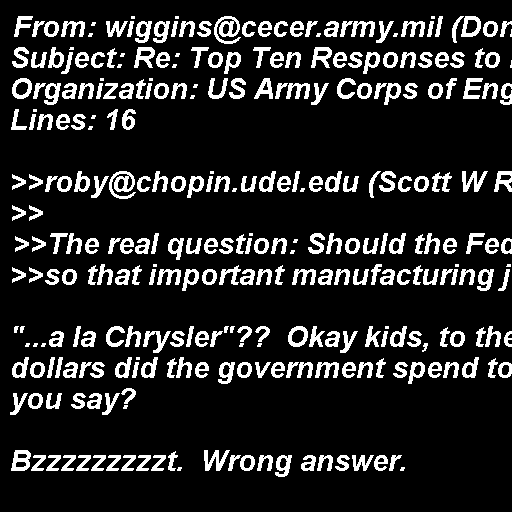 From: wiggins@cecer.army.mil (Don
Subject: Re: Top Ten Responses to
Organization: US Army Corps of Eng
Lines: 16
>>roby@chopin.udel.edu (Scott W R
>>
>>The real question: Should the Fed
>>so that important manufacturing j
"...a la Chrysler"??  Okay kids, to the
dollars did the government spend to
you say?
Bzzzzzzzzzt.  Wrong answer.